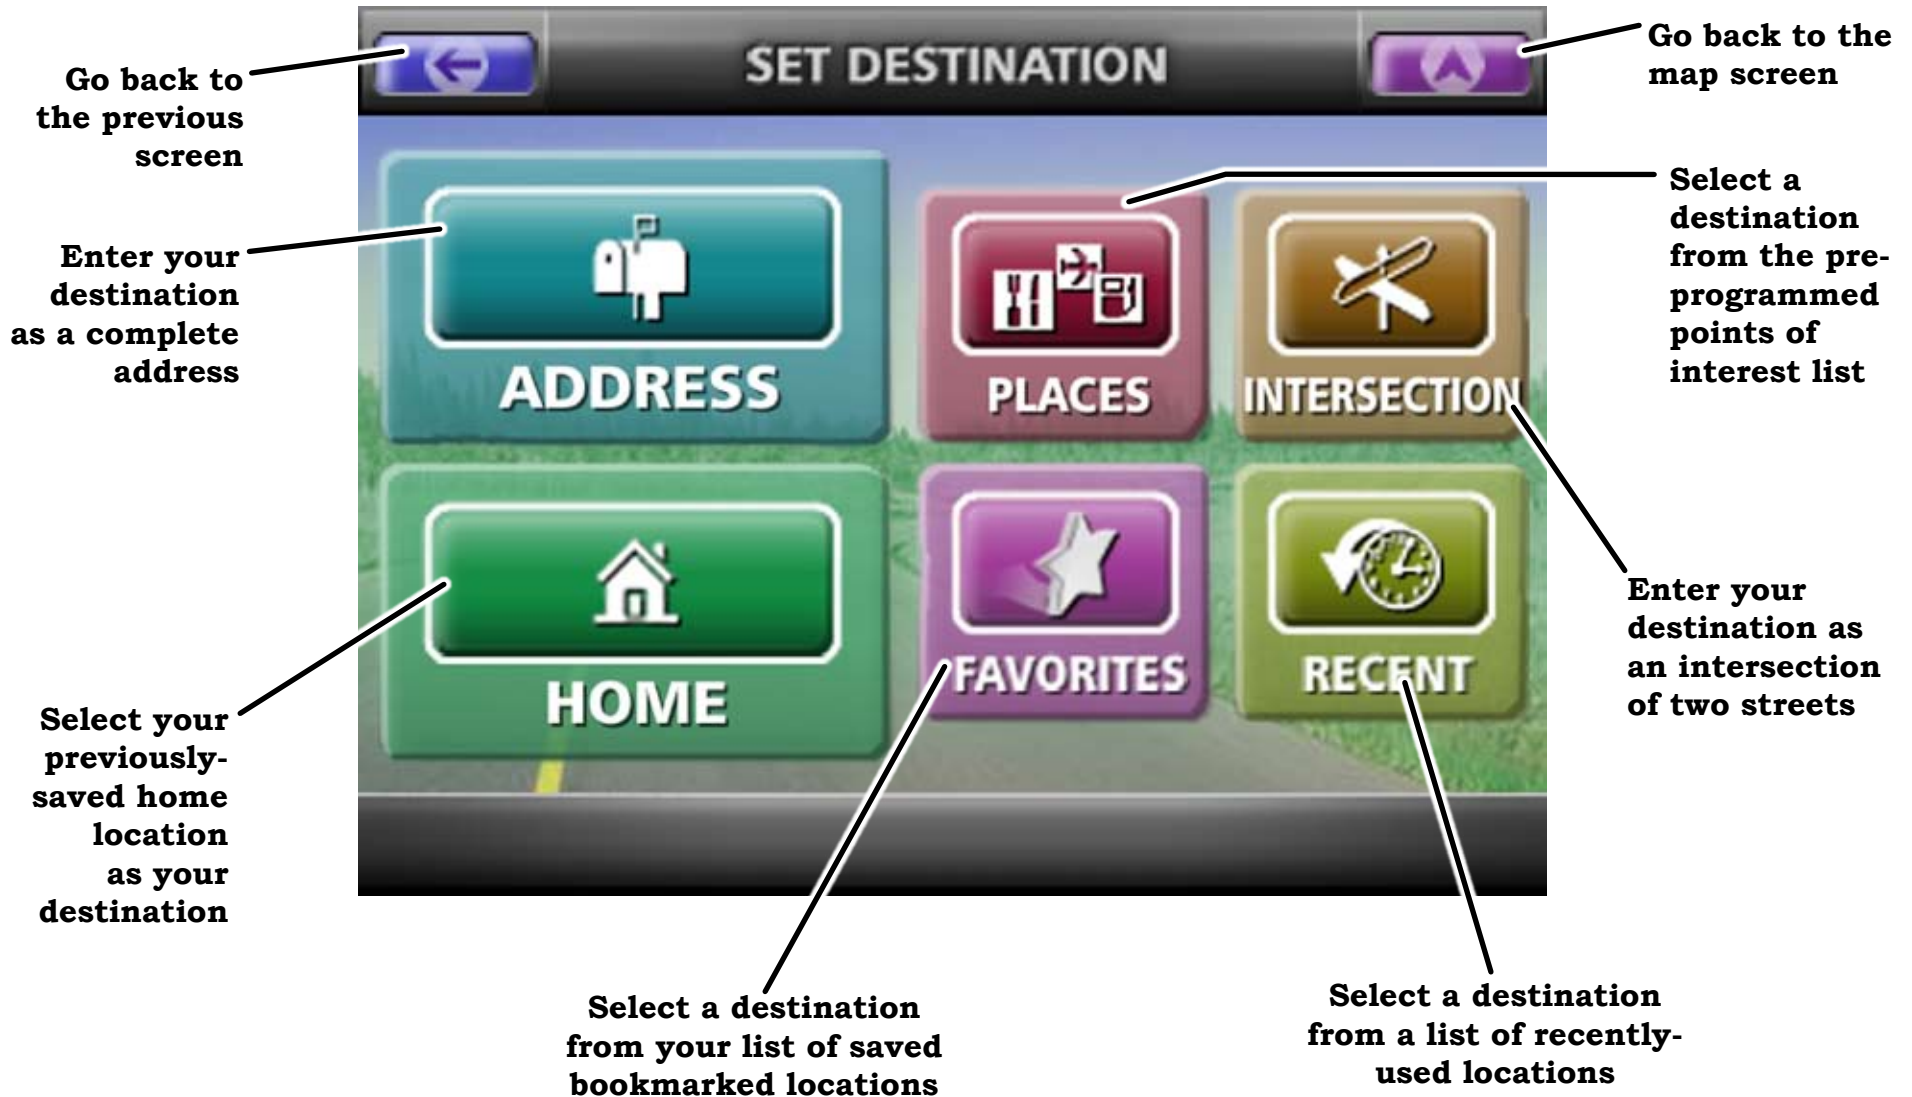 Go back to
the previous
screen
SET DESTINATION
Go back to the
map screen
Enter your
destination
as a complete
address
ADDRESS
PLACES
INTERSECTION
Select a
destination
from the pre-
programmed
points of
interest list
Select your
previously-
saved home
location
as your
destination
HOME
FAVORITES
RECENT
Enter your
destination as
an intersection
of two streets
Select a destination
from your list of saved
bookmarked locations
Select a destination
from a list of recently-
used locations